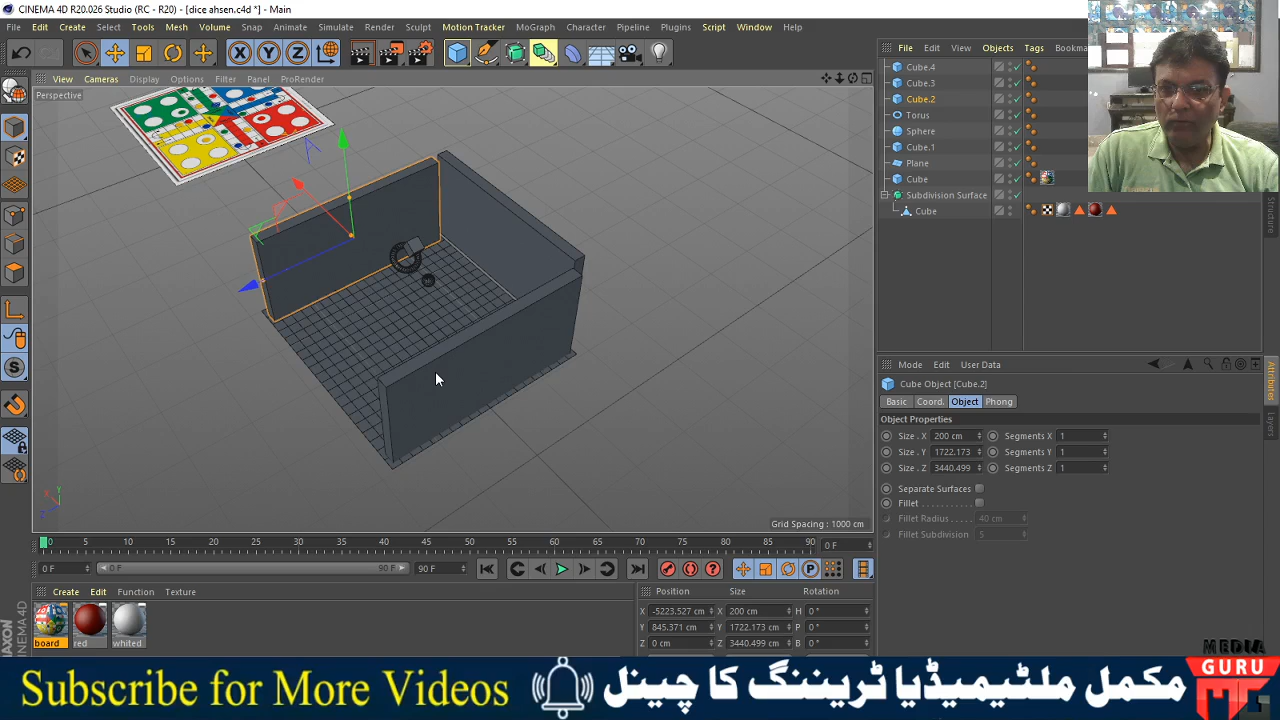 CINEMA 4D R20.026 Studio (RC - R20) - [dice ahsen.c4d *] - Main
File Edit Create Select Tools Mesh Volume Snap Animate Simulate Render Sculpt Motion Tracker MoGraph Character Pipeline Plugins Script Window Help
File Edit View Objects Tags Bookma
View Cameras Display Options Filter Panel ProRender
Perspective
Cube.4
Cube.3
Cube.2
Torus
Sphere
Cube.1
Plane
Cube
Subdivision Surface
Cube
Structure
Mode Edit User Data
Attributes
Layers
Cube Object [Cube.2]
Basic Coord. Object Phong
Object Properties
Size . X 200 cm Segments X 1
Size . Y 1722.173 Segments Y 1
Size . Z 3440.499 Segments Z 1
Separate Surfaces
Fillet
Fillet Radius 40 cm
Fillet Subdivision 5
Grid Spacing : 1000 cm
0 5 10 15 20 25 30 35 40 45 50 55 60 65 70 75 80 85 90 0 F
0 F 0 F 90 F 90 F
Create Edit Function Texture
board red whited
Position Size Rotation
X -5223.527 cm X 200 cm H 0 °
Y 845.371 cm Y 1722.173 cm P 0 °
Z 0 cm Z 3440.499 cm B 0 °
AXON CINEMA 4D
Subscribe for More Videos مکمل ملٹیمیڈیا ٹریننگ کا چینل
MEDIA
GURU
MG